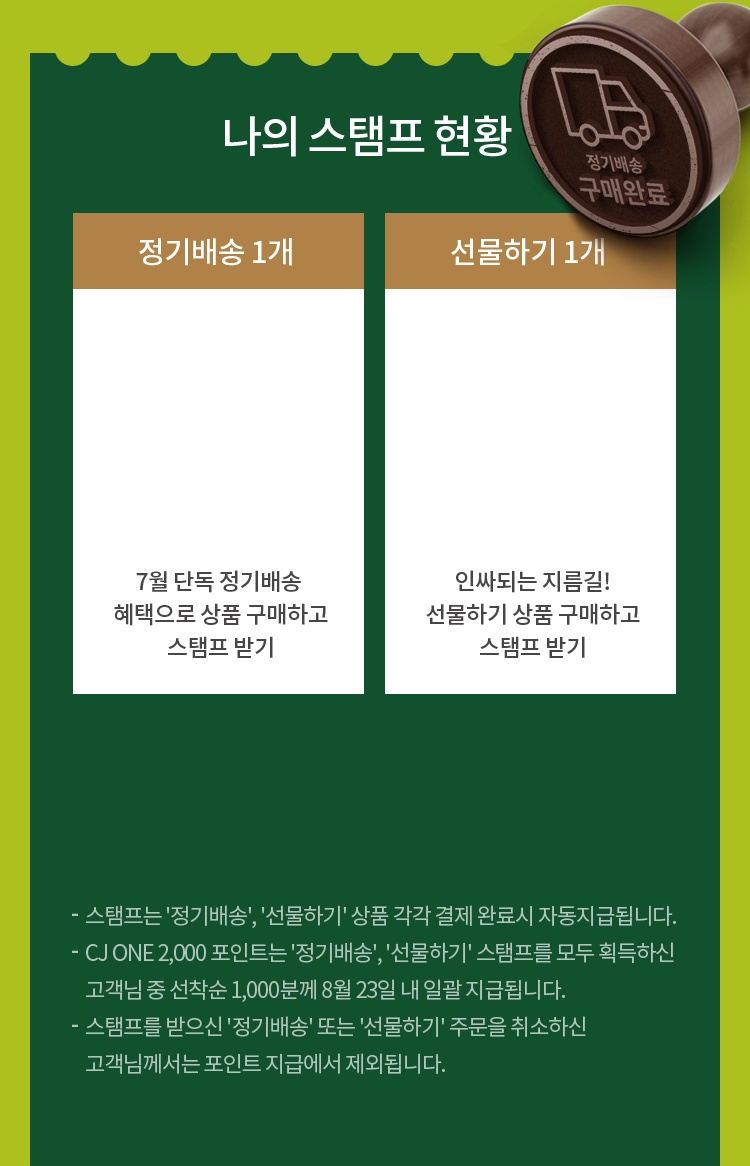 나의 스탬프 현황
정기배송
구매완료
정기배송 1개
선물하기 1개
7월 단독 정기배송
혜택으로 상품 구매하고
스탬프 받기
인싸되는 지름길!
선물하기 상품 구매하고
스탬프 받기
- 스탬프는 '정기배송', '선물하기' 상품 각각 결제 완료시 자동지급됩니다.
- CJ ONE 2,000 포인트는 '정기배송', '선물하기' 스탬프를 모두 획득하신
고객님 중 선착순 1,000분께 8월 23일 내 일괄 지급됩니다.
- 스탬프를 받으신 '정기배송' 또는 '선물하기' 주문을 취소하신
고객님께서는 포인트 지급에서 제외됩니다.